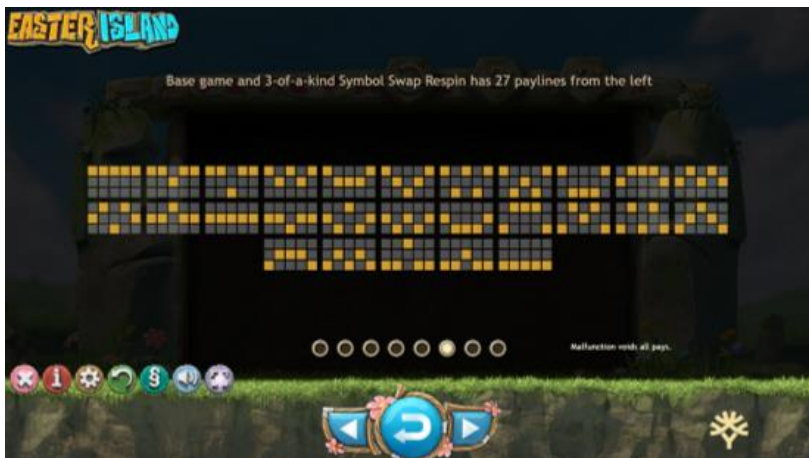 EASTER ISLAND
Base game and 3-of-a-kind Symbol Swap Respin has 27 paylines from the left
Malfunction voids all pays.